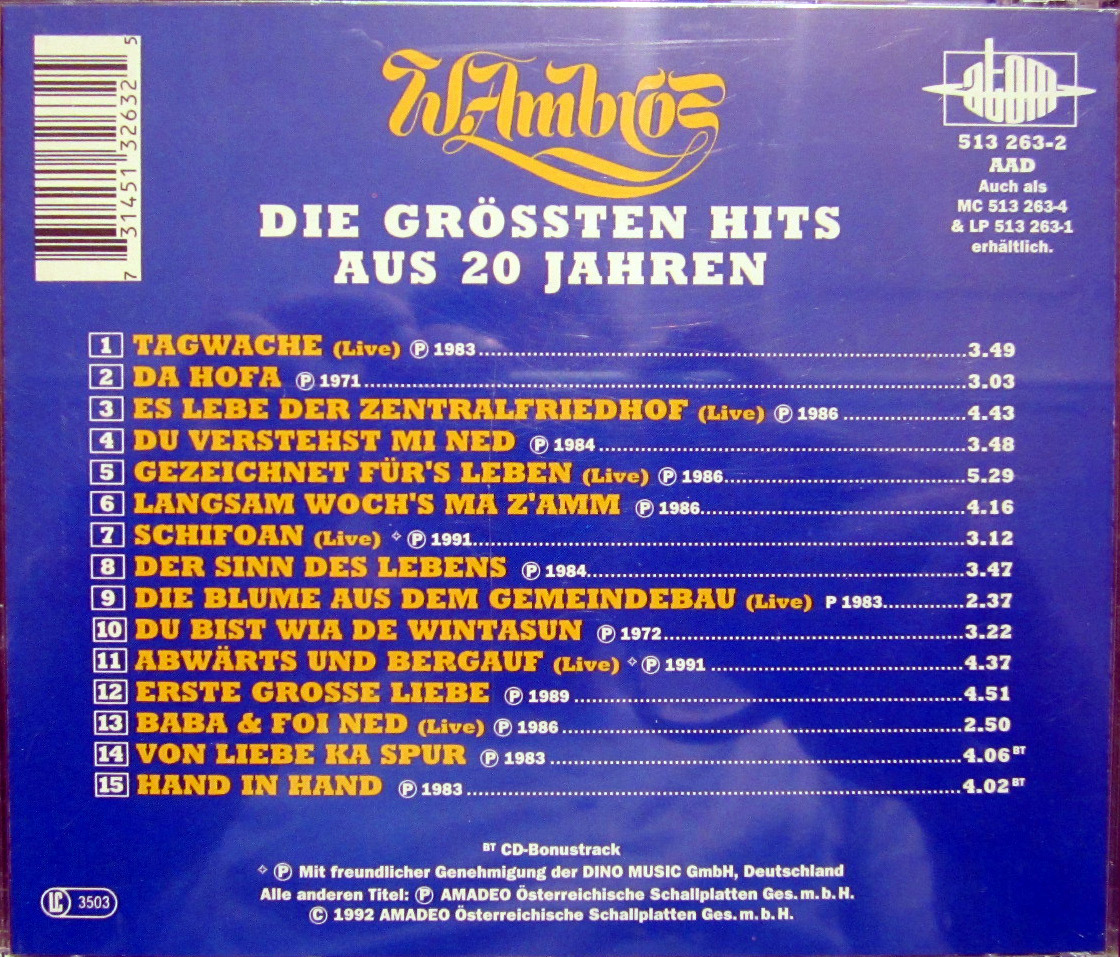 W. Ambros
DIE GRÖSSTEN HITS
AUS 20 JAHREN
7 31451 32632 5
atom
513 263-2
AAD
Auch als
MC 513 263-4
& LP 513 263-1
erhältlich.
1 TAGWACHE (Live) Ⓟ 1983 3.49
2 DA HOFA Ⓟ 1971 3.03
3 ES LEBE DER ZENTRALFRIEDHOF (Live) Ⓟ 1986 4.43
4 DU VERSTEHST MI NED Ⓟ 1984 3.48
5 GEZEICHNET FÜR'S LEBEN (Live) Ⓟ 1986 5.29
6 LANGSAM WOCH'S MA Z'AMM Ⓟ 1986 4.16
7 SCHIFOAN (Live) ✧ Ⓟ 1991 3.12
8 DER SINN DES LEBENS Ⓟ 1984 3.47
9 DIE BLUME AUS DEM GEMEINDEBAU (Live) P 1983 2.37
10 DU BIST WIA DE WINTASUN Ⓟ 1972 3.22
11 ABWÄRTS UND BERGAUF (Live) ✧ Ⓟ 1991 4.37
12 ERSTE GROSSE LIEBE Ⓟ 1989 4.51
13 BABA & FOI NED (Live) Ⓟ 1986 2.50
14 VON LIEBE KA SPUR Ⓟ 1983 4.06 BT
15 HAND IN HAND Ⓟ 1983 4.02 BT
BT CD-Bonustrack
✧ Ⓟ Mit freundlicher Genehmigung der DINO MUSIC GmbH, Deutschland
Alle anderen Titel: Ⓟ AMADEO Österreichische Schallplatten Ges.m.b.H.
© 1992 AMADEO Österreichische Schallplatten Ges.m.b.H.
LC 3503